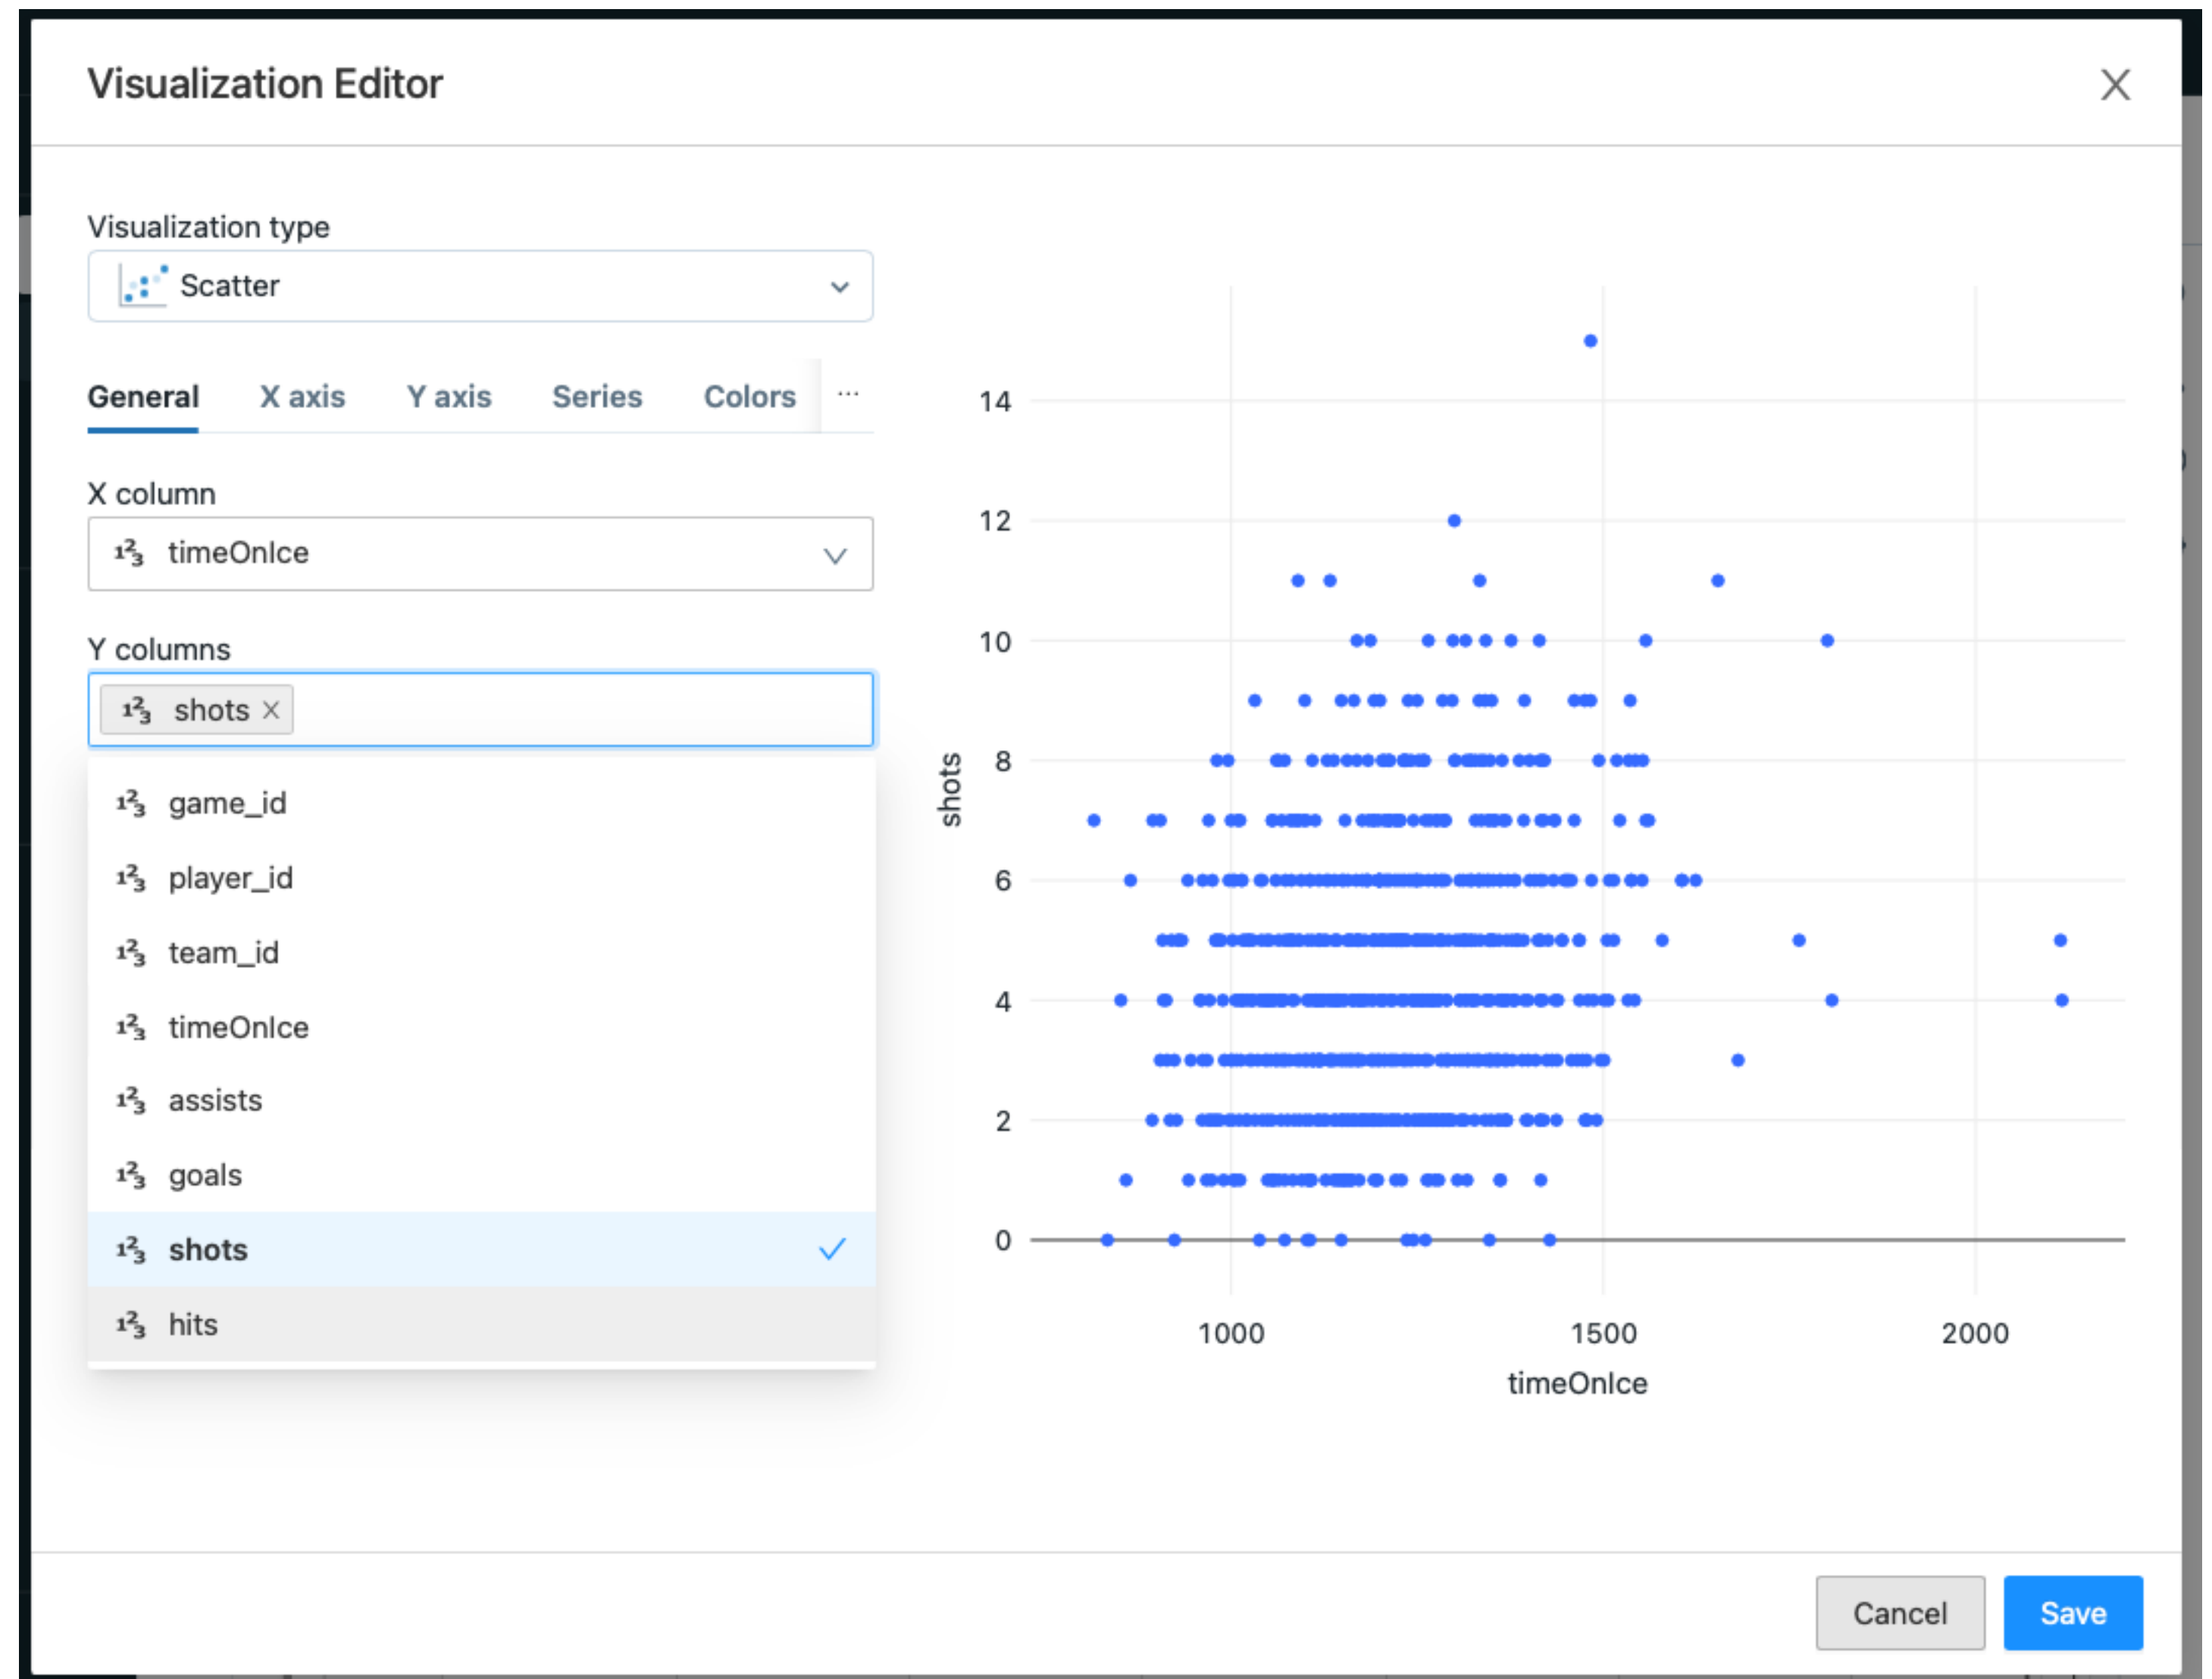 Visualization Editor
Visualization type
Scatter
General X axis Y axis Series Colors ...
X column
timeOnIce
Y columns
shots
game_id
player_id
team_id
timeOnIce
assists
goals
shots
hits
shots
14
12
10
8
6
4
2
0
1000 1500 2000
timeOnIce
Cancel Save